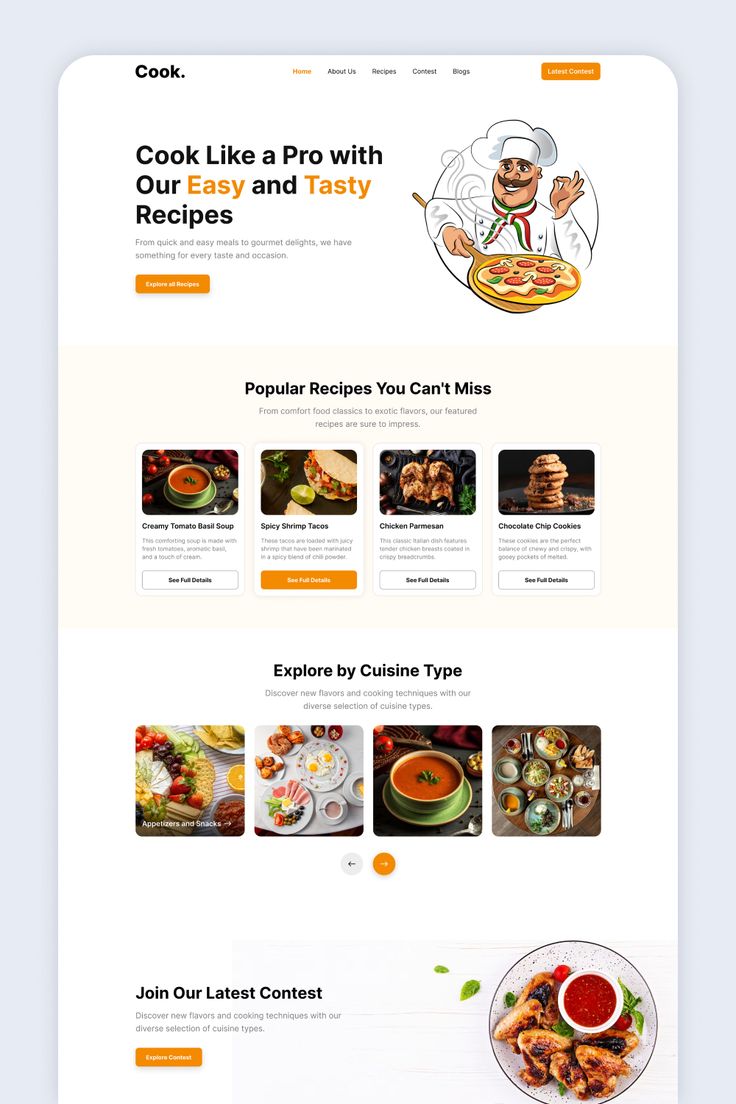 Cook.
Home About Us Recipes Contest Blogs
Latest Contest
Cook Like a Pro with
Our Easy and Tasty
Recipes
From quick and easy meals to gourmet delights, we have
something for every taste and occasion.
Explore all Recipes
Popular Recipes You Can't Miss
From comfort food classics to exotic flavors, our featured
recipes are sure to impress.
Creamy Tomato Basil Soup
This comforting soup is made with
fresh tomatoes, aromatic basil,
and a touch of cream.
See Full Details
Spicy Shrimp Tacos
These tacos are loaded with juicy
shrimp that have been marinated
in a spicy blend of chili powder.
See Full Details
Chicken Parmesan
This classic Italian dish features
tender chicken breasts coated in
crispy breadcrumbs.
See Full Details
Chocolate Chip Cookies
These cookies are the perfect
balance of chewy and crispy, with
gooey pockets of melted.
See Full Details
Explore by Cuisine Type
Discover new flavors and cooking techniques with our
diverse selection of cuisine types.
Appetizers and Snacks →
Join Our Latest Contest
Discover new flavors and cooking techniques with our
diverse selection of cuisine types.
Explore Contest